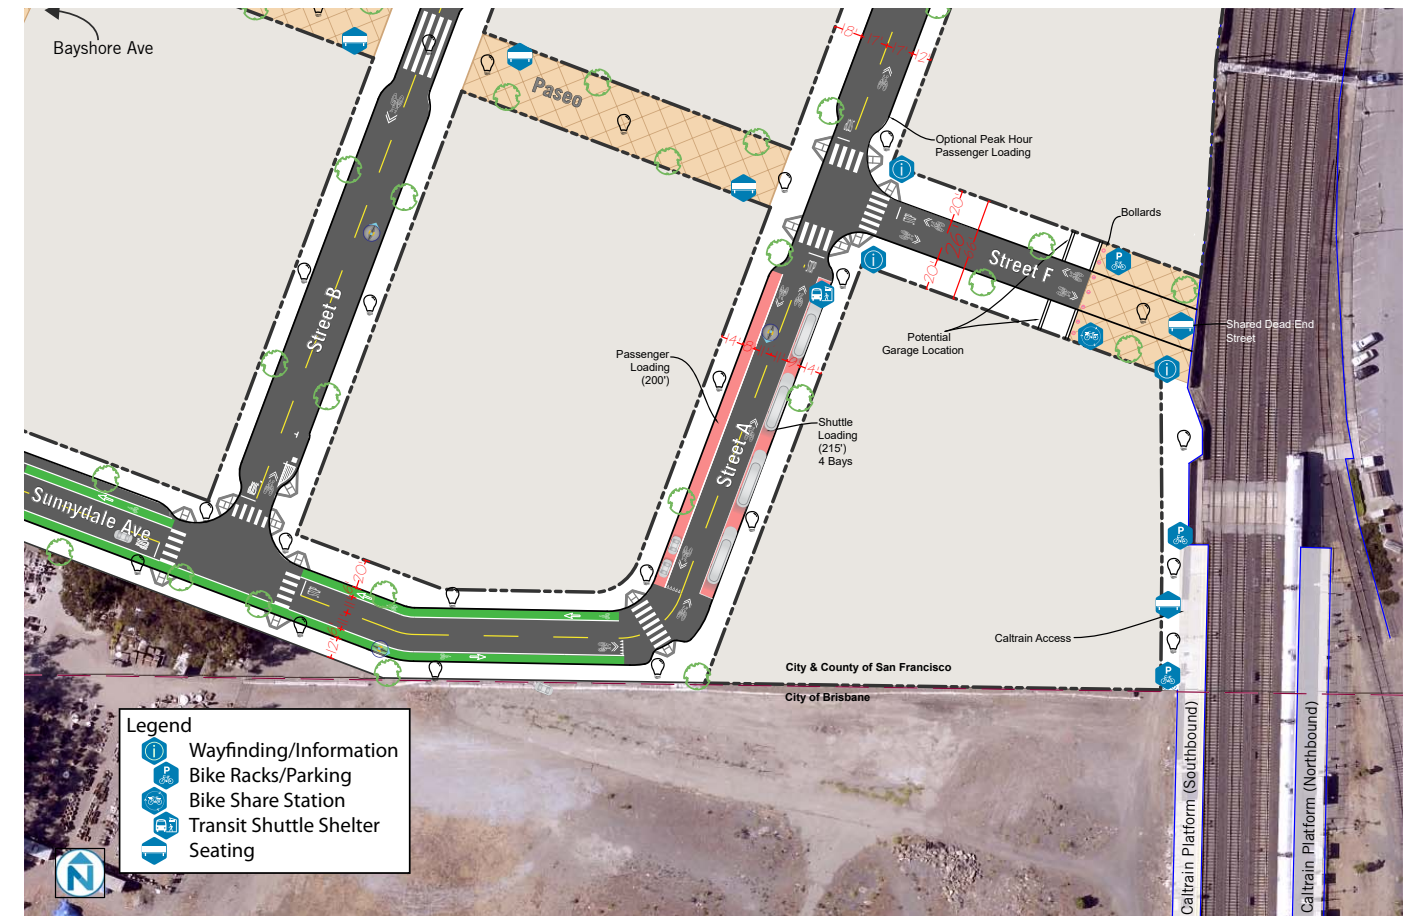 Bayshore Ave
Paseo
Optional Peak Hour
Passenger Loading
Bollards
Street F
Shared Dead End
Street
Potential
Garage Location
Street B
Passenger
Loading
(200')
Street A
Shuttle
Loading
(215')
4 Bays
Sunnydale Ave
Caltrain Access
City & County of San Francisco
City of Brisbane
Legend
Wayfinding/Information
Bike Racks/Parking
Bike Share Station
Transit Shuttle Shelter
Seating
N
Caltrain Platform (Southbound)
Caltrain Platform (Northbound)